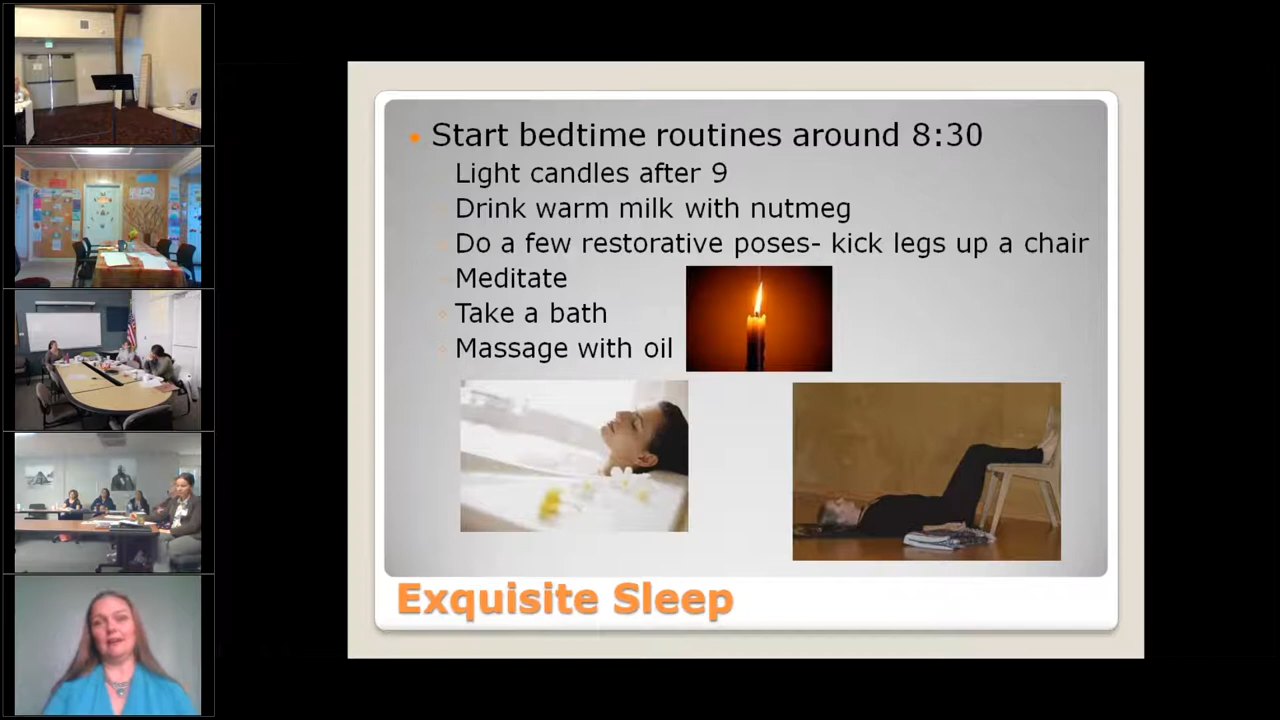 Start bedtime routines around 8:30
Light candles after 9
Drink warm milk with nutmeg
Do a few restorative poses- kick legs up a chair
Meditate
Take a bath
Massage with oil
Exquisite Sleep